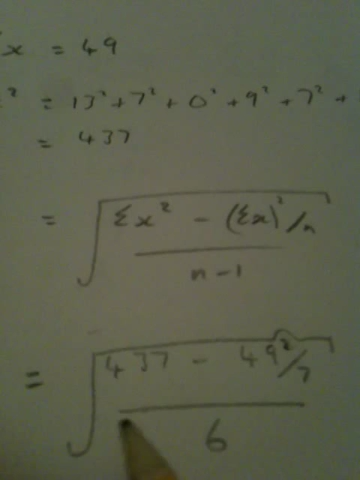 x = 49
² = 13² + 7² + 0² + 9² + 7² +
= 437
= √ Σx² − (Σx)²/n
n − 1
= √ 437 − 49²/7
6